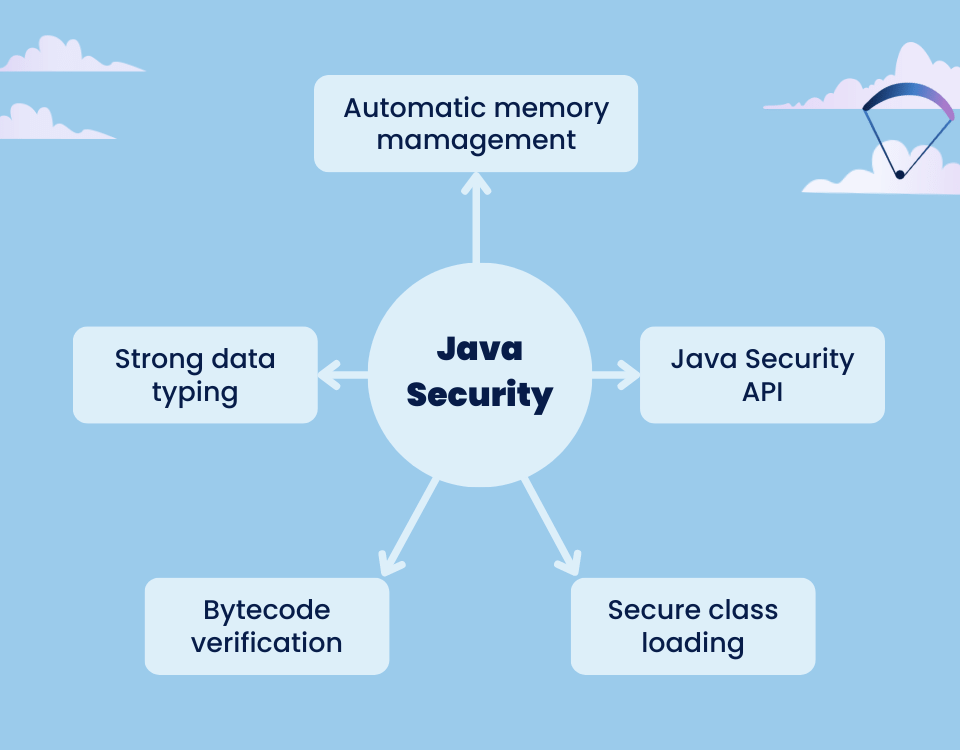 Automatic memory
mamagement
Strong data
typing
Java
Security
Java Security
API
Bytecode
verification
Secure class
loading